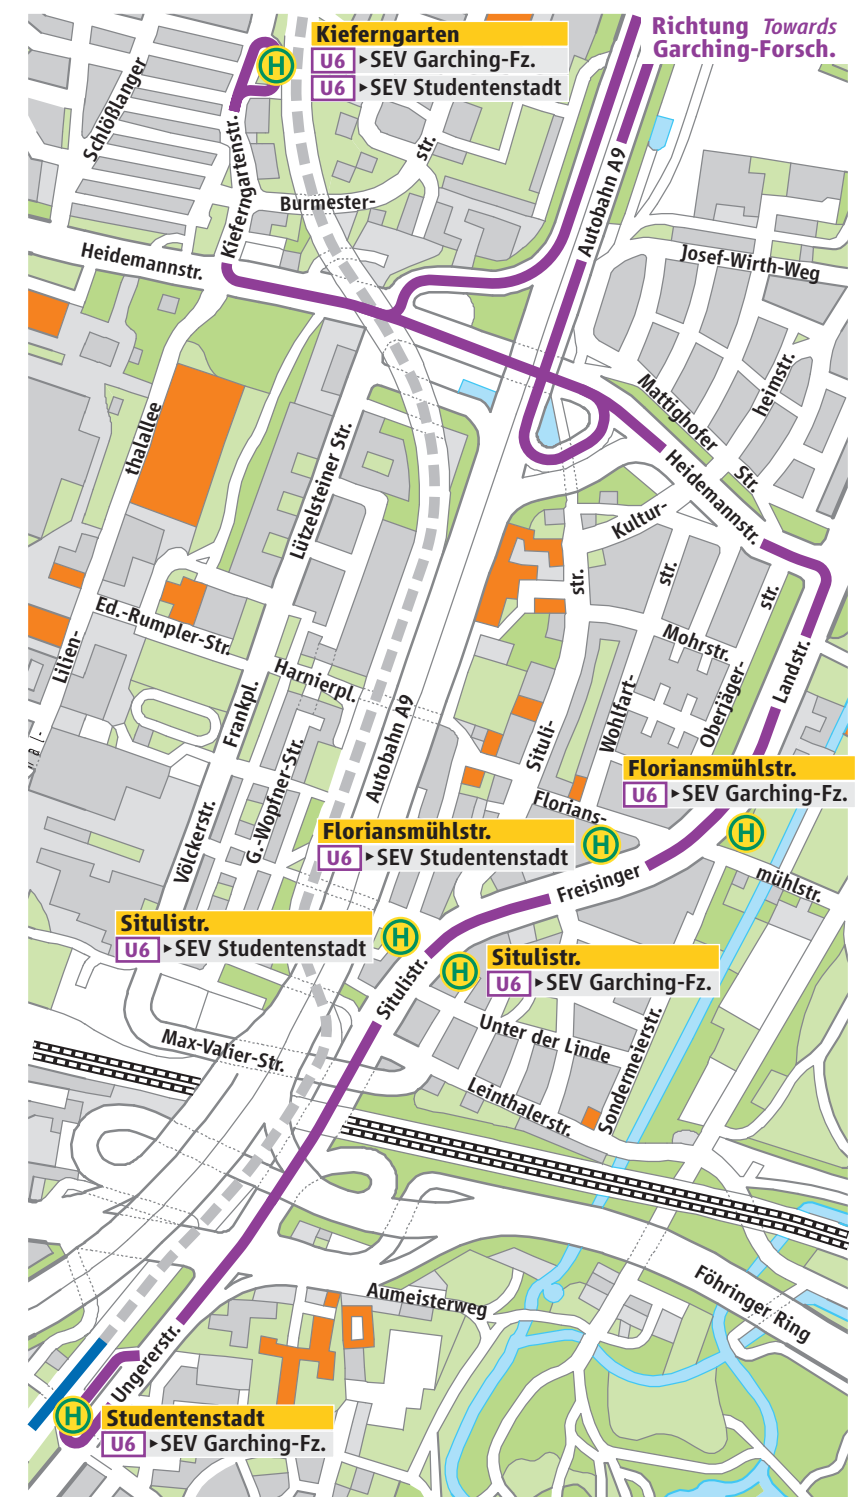 Kieferngarten
U6 ▸SEV Garching-Fz.
U6 ▸SEV Studentenstadt
Richtung Towards
Garching-Forsch.
Schlößlanger
Kieferngartenstr.
Burmester-
str.
Autobahn A9
Heidemannstr.
Josef-Wirth-Weg
heimstr.
Mattighofer
Str.
Heidemannstr.
thalallee
Lützelsteiner Str.
Kultur-
str.
str.
str.
Ed.-Rumpler-Str.
Lilien-
Harnierpl.
Mohrstr.
Landstr.
Frankpl.
Autobahn A9
Situli-
Wohlfart-
Oberjäger-
G.-Wopfner-Str.
Völckerstr.
Floriansmühlstr.
U6 ▸SEV Garching-Fz.
Florians-
Floriansmühlstr.
U6 ▸SEV Studentenstadt
H
H
H
mühlstr.
Freisinger
Situlistr.
U6 ▸SEV Studentenstadt
H
Situlistr.
U6 ▸SEV Garching-Fz.
H
Situlistr.
Unter der Linde
Sondermeierstr.
Max-Valier-Str.
Leinthalerstr.
Aumeisterweg
Föhringer Ring
Ungererstr.
H
Studentenstadt
U6 ▸SEV Garching-Fz.